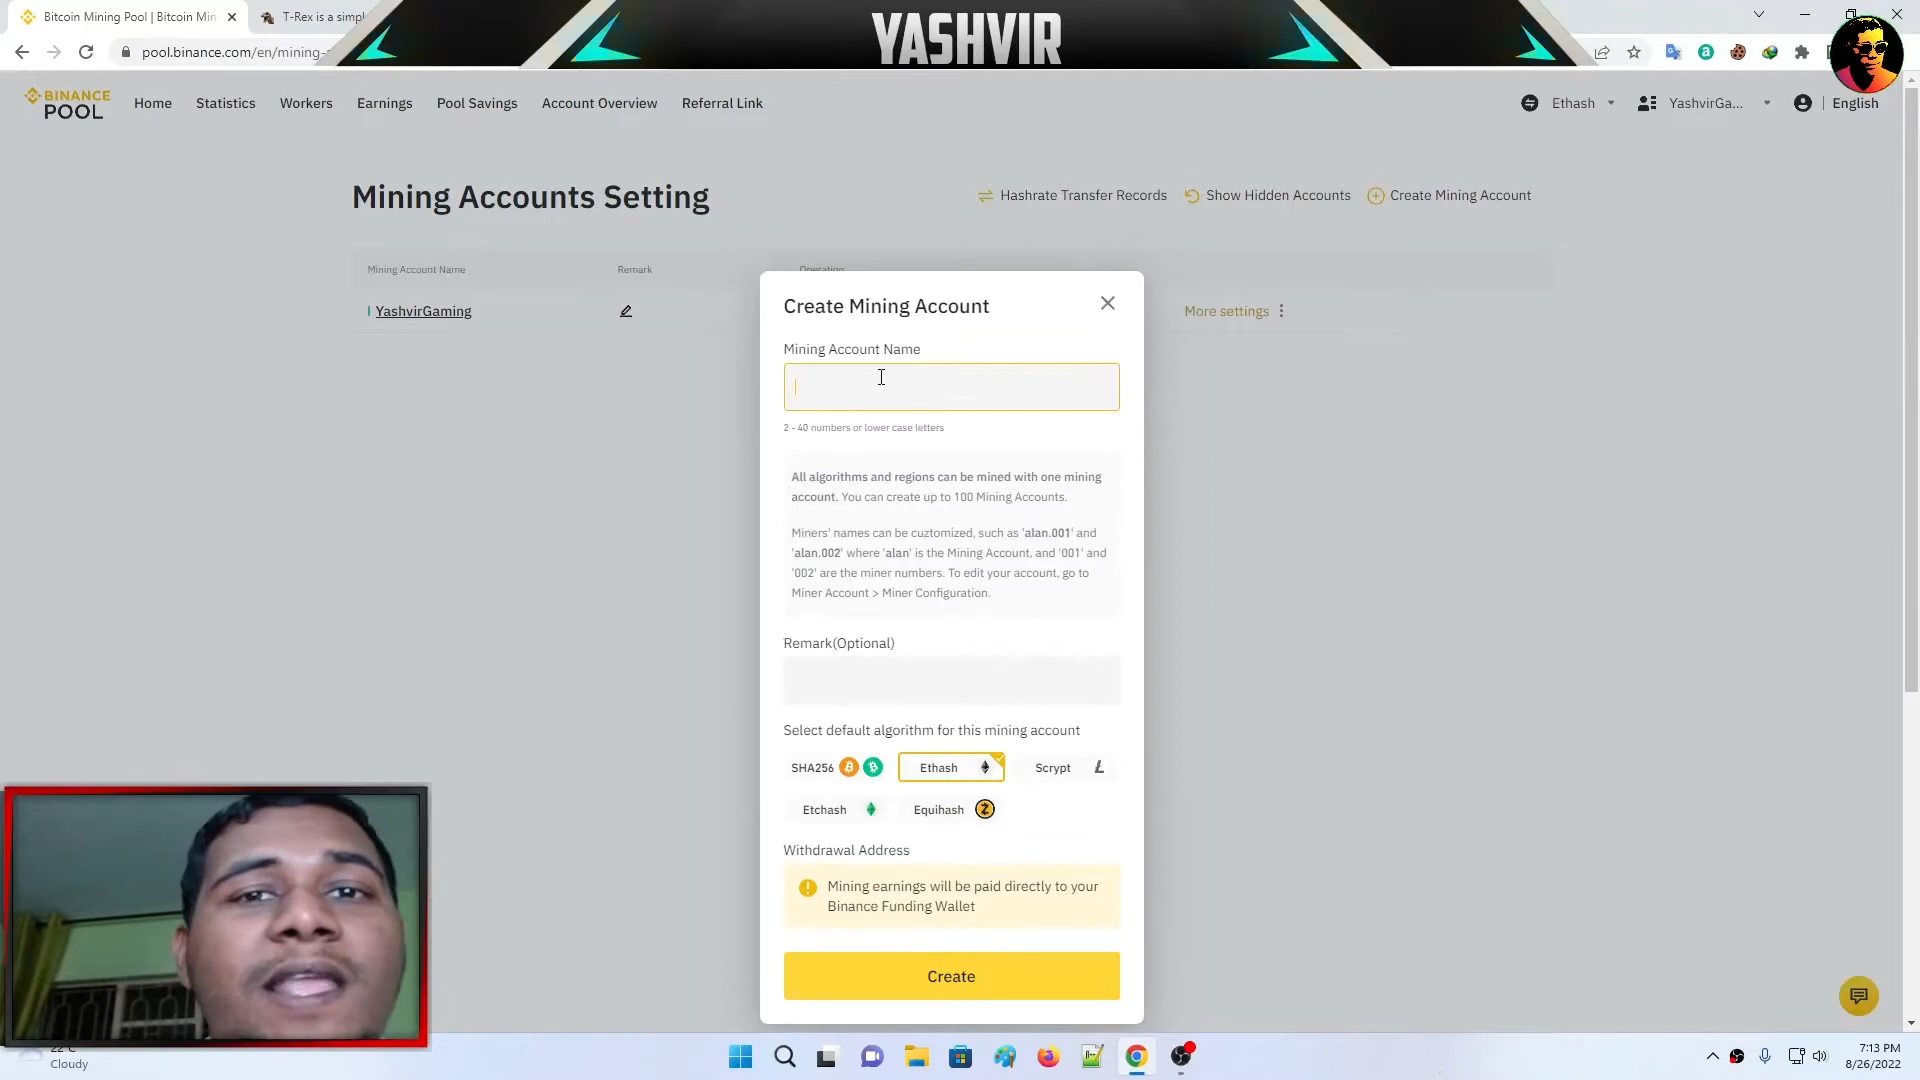 Bitcoin Mining Pool | Bitcoin Min
T-Rex is a simpl
YASHVIR
pool.binance.com/en/mining-
BINANCE
POOL
Home
Statistics
Workers
Earnings
Pool Savings
Account Overview
Referral Link
Ethash
YashvirGa...
English
Mining Accounts Setting
Hashrate Transfer Records
Show Hidden Accounts
Create Mining Account
Mining Account Name
Remark
Operation
YashvirGaming
More settings
Create Mining Account
Mining Account Name
2 - 40 numbers or lower case letters
All algorithms and regions can be mined with one mining
account. You can create up to 100 Mining Accounts.
Miners' names can be cuztomized, such as 'alan.001' and
'alan.002' where 'alan' is the Mining Account, and '001' and
'002' are the miner numbers. To edit your account, go to
Miner Account > Miner Configuration.
Remark(Optional)
Select default algorithm for this mining account
SHA256
Ethash
Scrypt
Etchash
Equihash
Withdrawal Address
Mining earnings will be paid directly to your
Binance Funding Wallet
Create
22°C
Cloudy
7:13 PM
8/26/2022